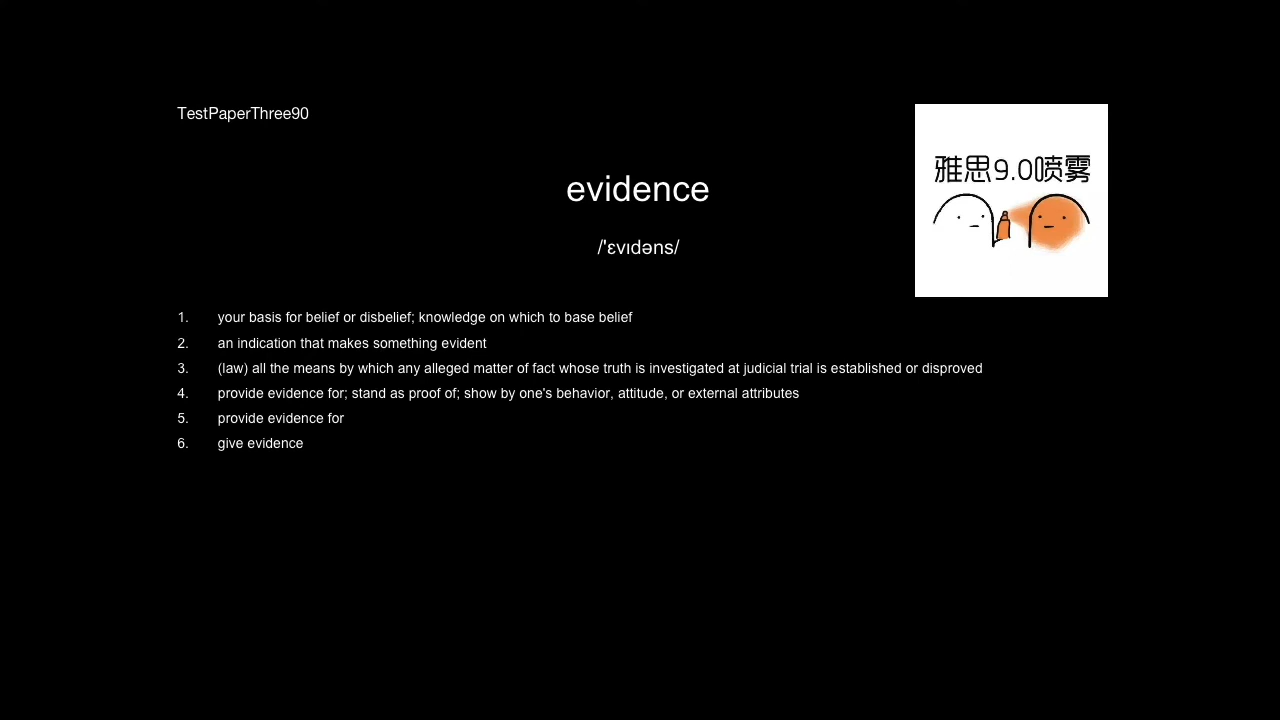 TestPaperThree90
雅思9.0喷雾
evidence
/'ɛvɪdəns/
1. your basis for belief or disbelief; knowledge on which to base belief
2. an indication that makes something evident
3. (law) all the means by which any alleged matter of fact whose truth is investigated at judicial trial is established or disproved
4. provide evidence for; stand as proof of; show by one's behavior, attitude, or external attributes
5. provide evidence for
6. give evidence